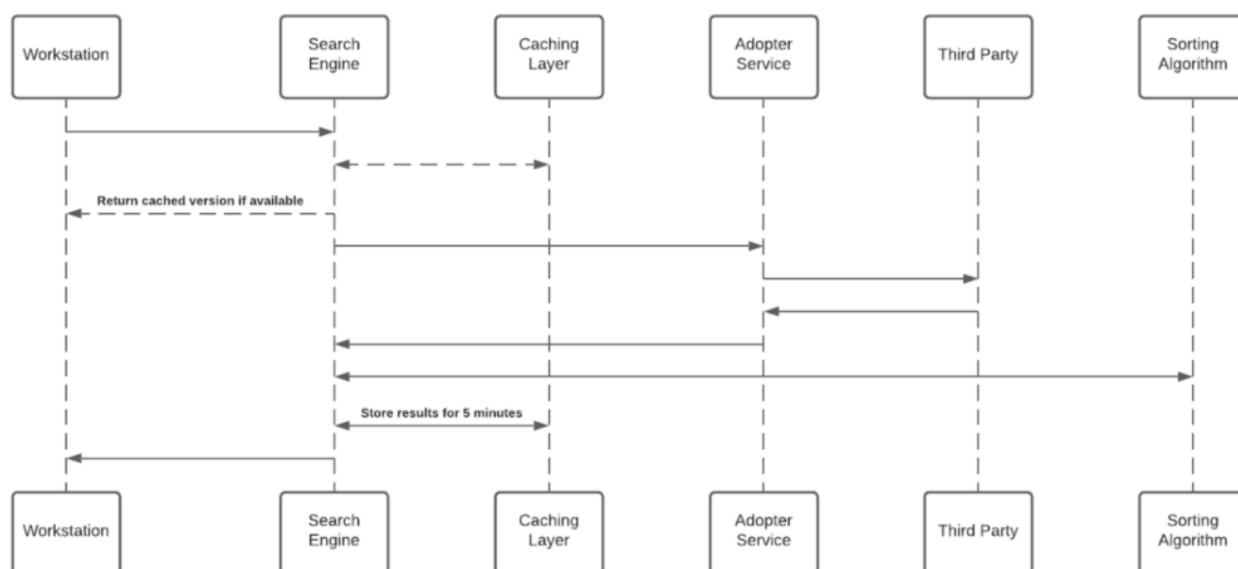 Workstation
Search
Engine
Caching
Layer
Adopter
Service
Third Party
Sorting
Algorithm
Return cached version if available
Store results for 5 minutes
Workstation
Search
Engine
Caching
Layer
Adopter
Service
Third Party
Sorting
Algorithm